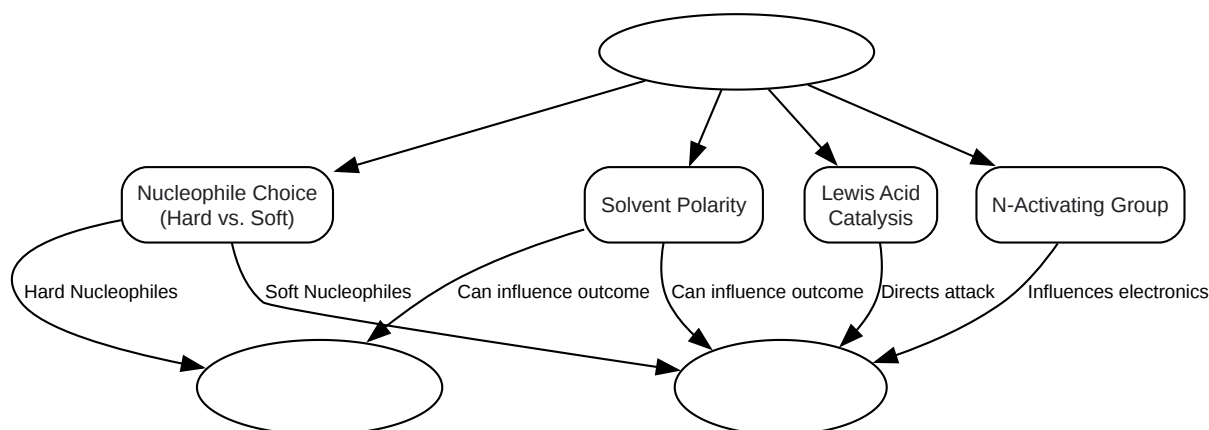 Nucleophile Choice
(Hard vs. Soft)
Solvent Polarity
Lewis Acid
Catalysis
N-Activating Group
Hard Nucleophiles
Soft Nucleophiles
Can influence outcome
Can influence outcome
Directs attack
Influences electronics